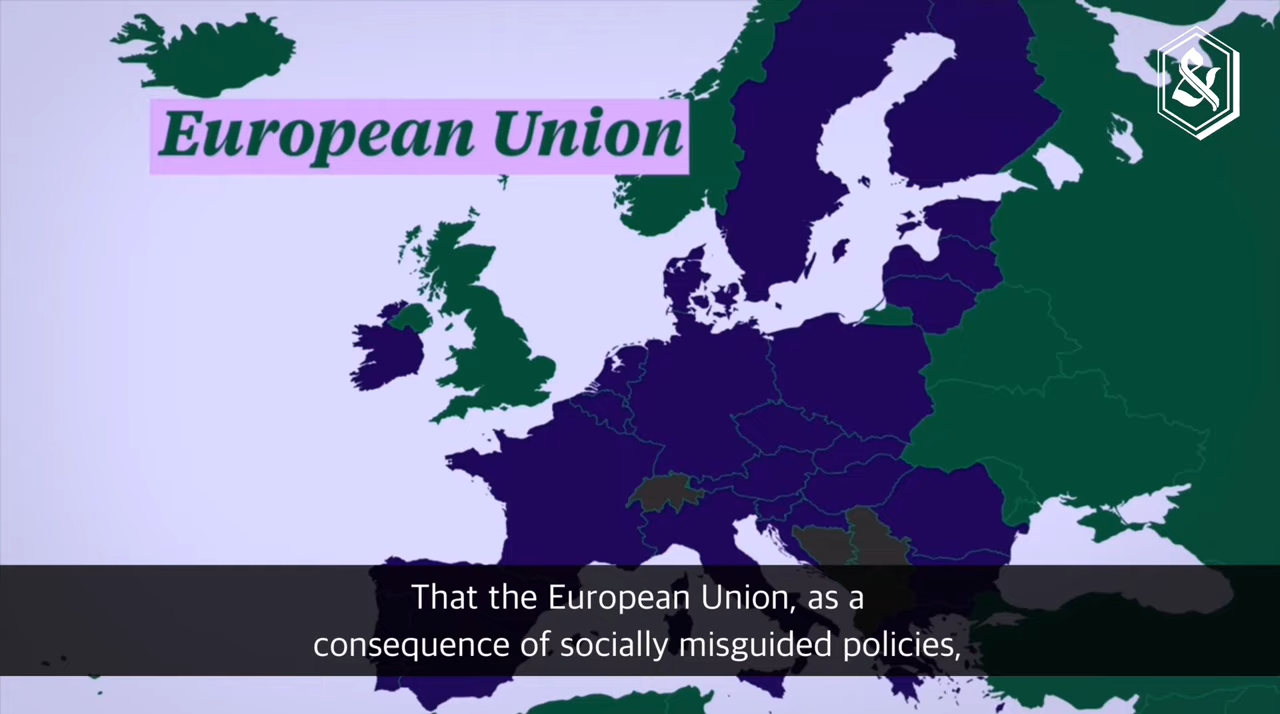 &
European Union
That the European Union, as a
consequence of socially misguided policies,